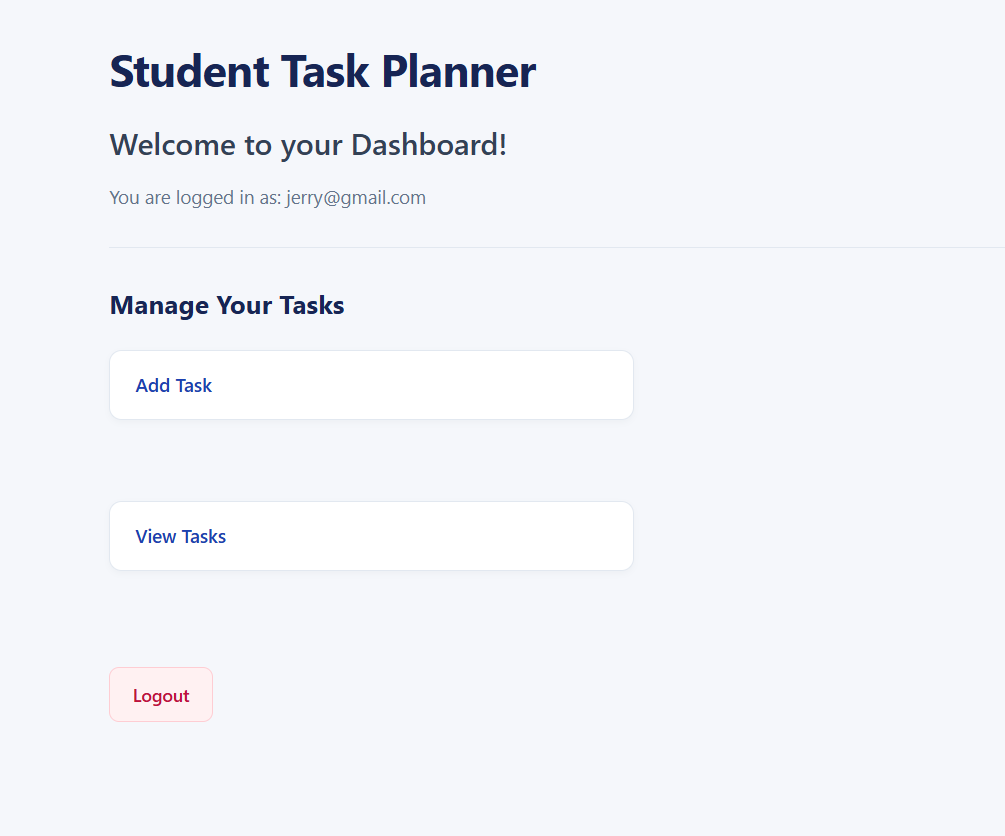 Student Task Planner
Welcome to your Dashboard!
You are logged in as: jerry@gmail.com
Manage Your Tasks
Add Task
View Tasks
Logout